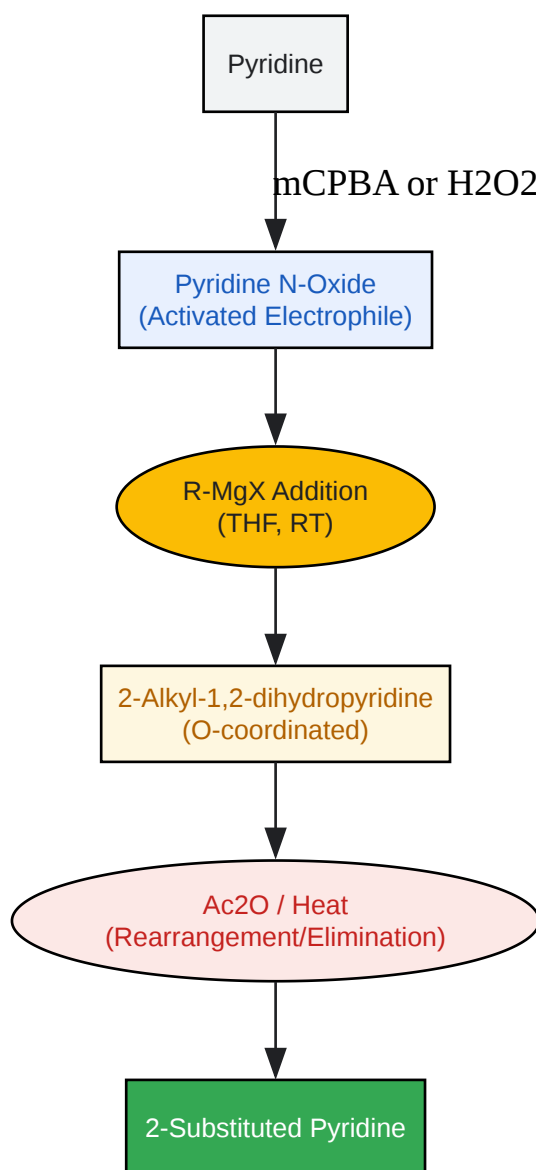 Pyridine
mCPBA or H2O2
Pyridine N-Oxide
(Activated Electrophile)
R-MgX Addition
(THF, RT)
2-Alkyl-1,2-dihydropyridine
(O-coordinated)
Ac2O / Heat
(Rearrangement/Elimination)
2-Substituted Pyridine